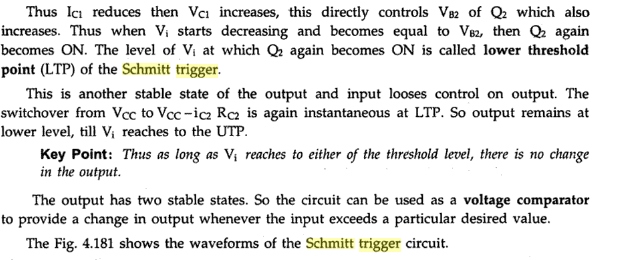 Thus IC1 reduces then VC1 increases, this directly controls VB2 of Q2 which also
increases. Thus when Vi starts decreasing and becomes equal to VB2, then Q2 again
becomes ON. The level of Vi at which Q2 again becomes ON is called lower threshold
point (LTP) of the Schmitt trigger.
This is another stable state of the output and input looses control on output. The
switchover from VCC to VCC – iC2 RC2 is again instantaneous at LTP. So output remains at
lower level, till Vi reaches to the UTP.
Key Point: Thus as long as Vi reaches to either of the threshold level, there is no change
in the output.
The output has two stable states. So the circuit can be used as a voltage comparator
to provide a change in output whenever the input exceeds a particular desired value.
The Fig. 4.181 shows the waveforms of the Schmitt trigger circuit.